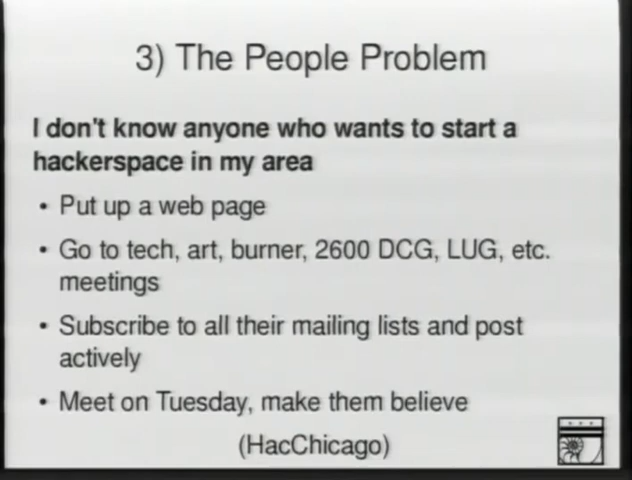 3) The People Problem
I don't know anyone who wants to start a
hackerspace in my area
• Put up a web page
• Go to tech, art, burner, 2600 DCG, LUG, etc.
meetings
• Subscribe to all their mailing lists and post
actively
• Meet on Tuesday, make them believe
(HacChicago)